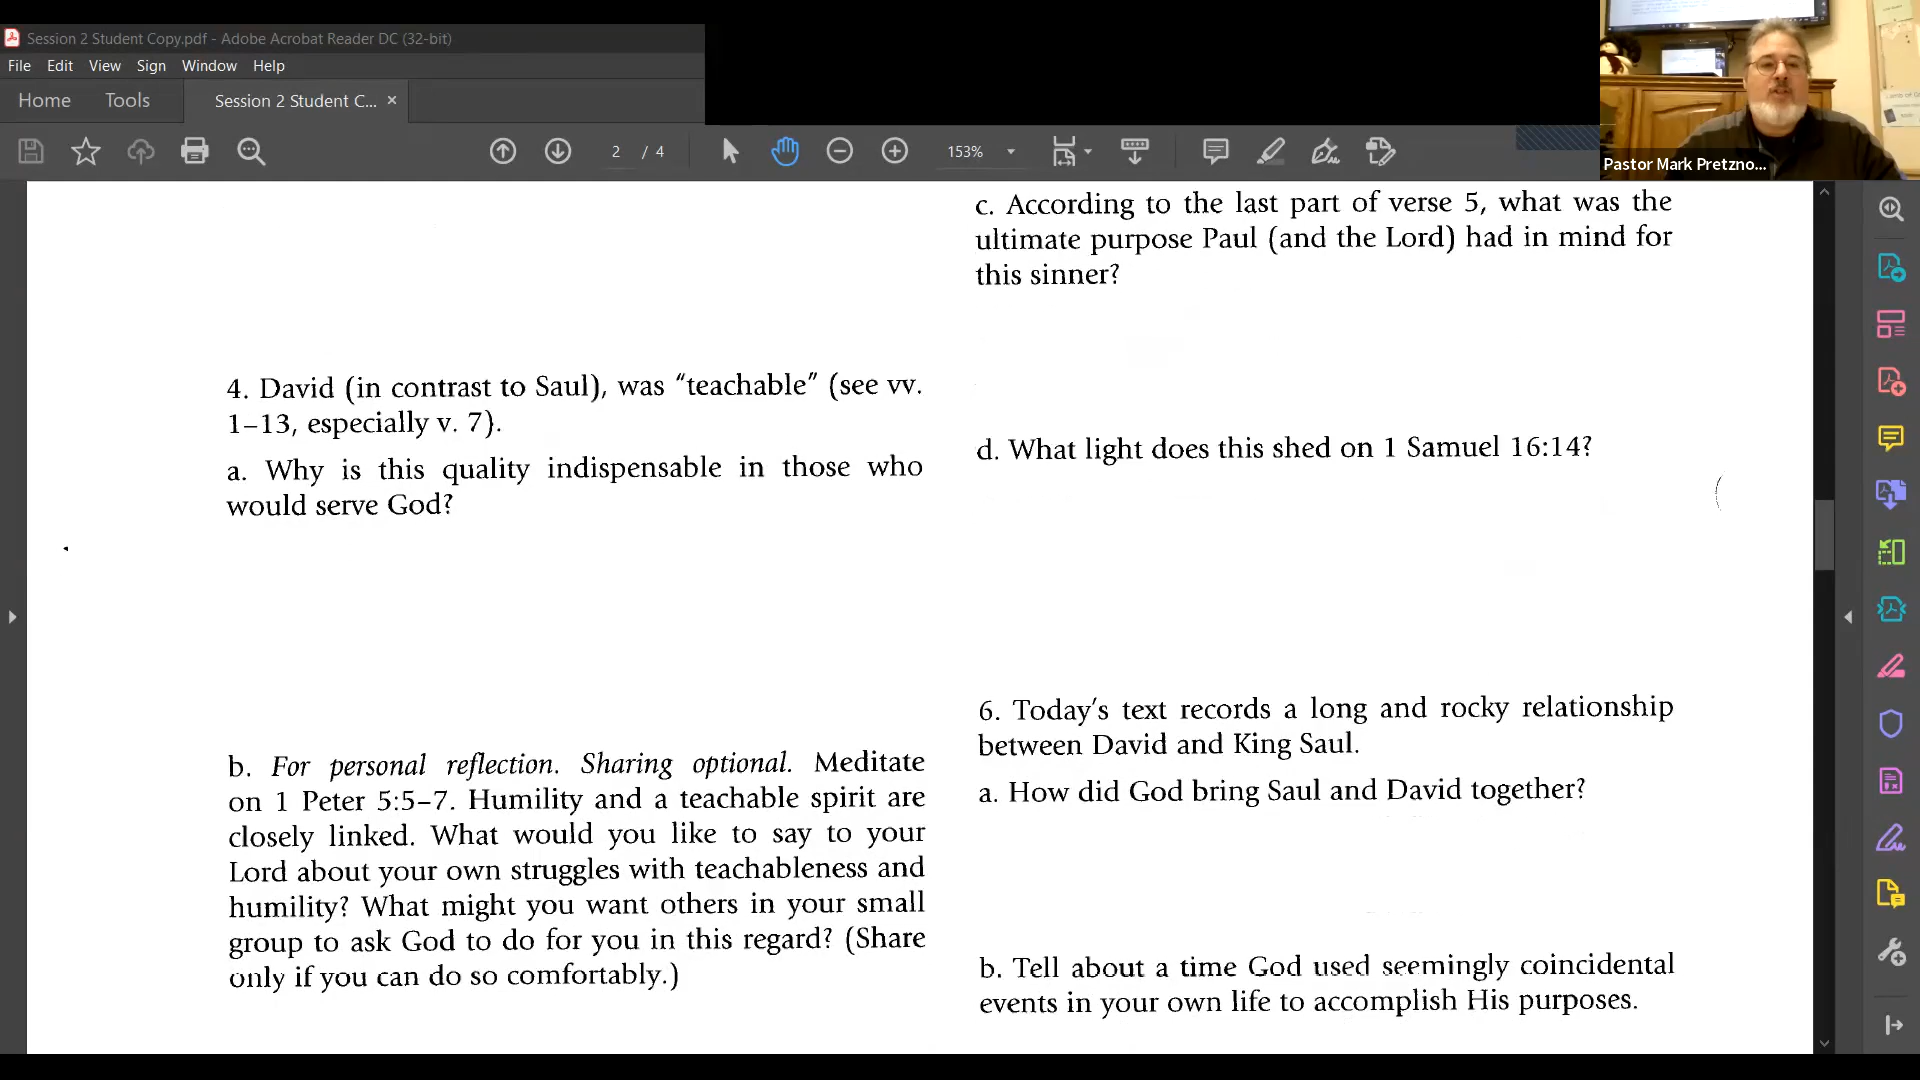 Session 2 Student Copy.pdf - Adobe Acrobat Reader DC (32-bit)
File Edit View Sign Window Help
Home Tools Session 2 Student C... ×
2 / 4 153%
Pastor Mark Pretzno...
4. David (in contrast to Saul), was “teachable” (see vv.
1–13, especially v. 7).
a. Why is this quality indispensable in those who
would serve God?
b. For personal reflection. Sharing optional. Meditate
on 1 Peter 5:5–7. Humility and a teachable spirit are
closely linked. What would you like to say to your
Lord about your own struggles with teachableness and
humility? What might you want others in your small
group to ask God to do for you in this regard? (Share
only if you can do so comfortably.)
c. According to the last part of verse 5, what was the
ultimate purpose Paul (and the Lord) had in mind for
this sinner?
d. What light does this shed on 1 Samuel 16:14?
6. Today’s text records a long and rocky relationship
between David and King Saul.
a. How did God bring Saul and David together?
b. Tell about a time God used seemingly coincidental
events in your own life to accomplish His purposes.